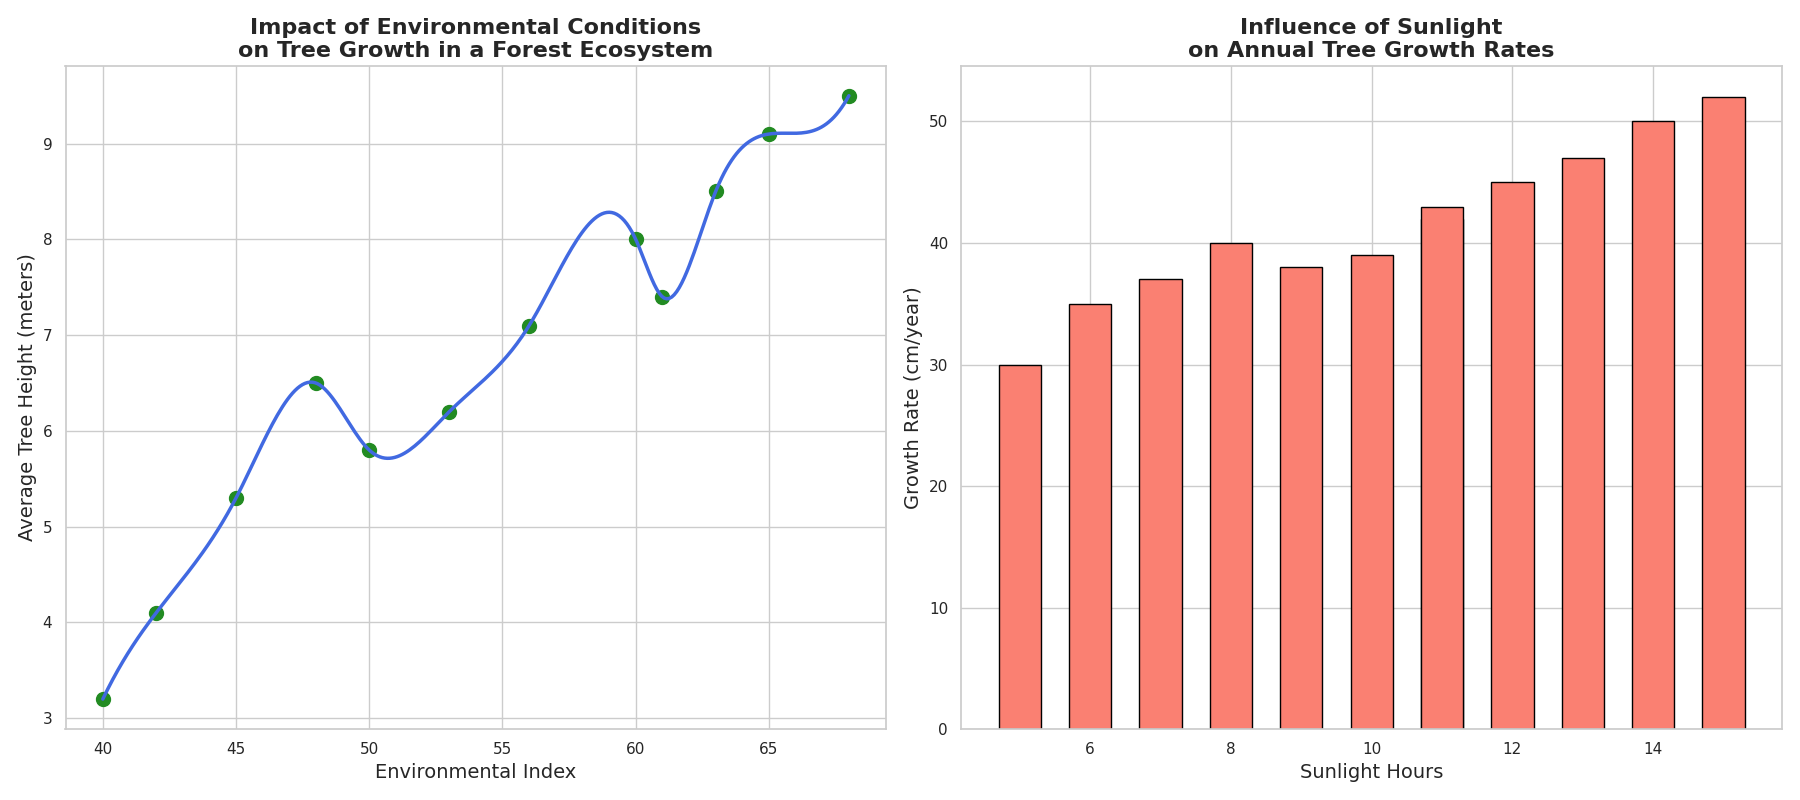 Impact of Environmental Conditions
on Tree Growth in a Forest Ecosystem
Average Tree Height (meters)
9
8
7
6
5
4
3
40 45 50 55 60 65
Environmental Index
Influence of Sunlight
on Annual Tree Growth Rates
Growth Rate (cm/year)
50
40
30
20
10
0
6 8 10 12 14
Sunlight Hours